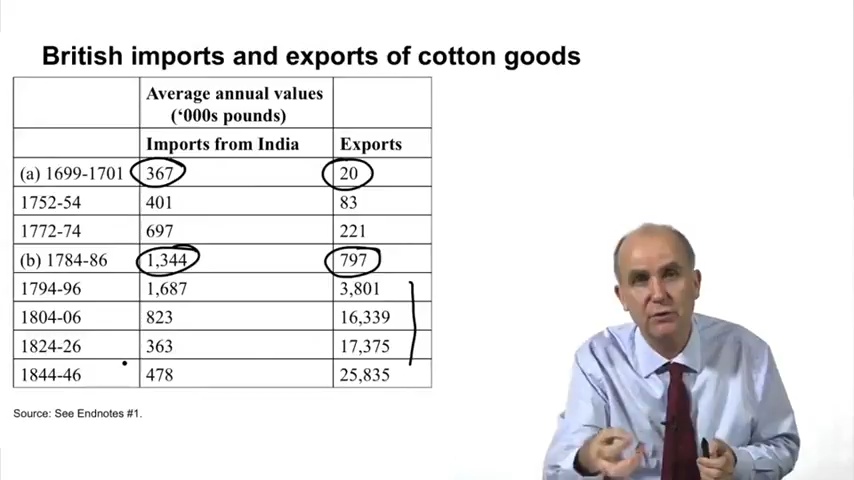 British imports and exports of cotton goods
Average annual values
(‘000s pounds)
Imports from India Exports
(a) 1699-1701 367 20
1752-54 401 83
1772-74 697 221
(b) 1784-86 1,344 797
1794-96 1,687 3,801
1804-06 823 16,339
1824-26 363 17,375
1844-46 478 25,835
Source: See Endnotes #1.